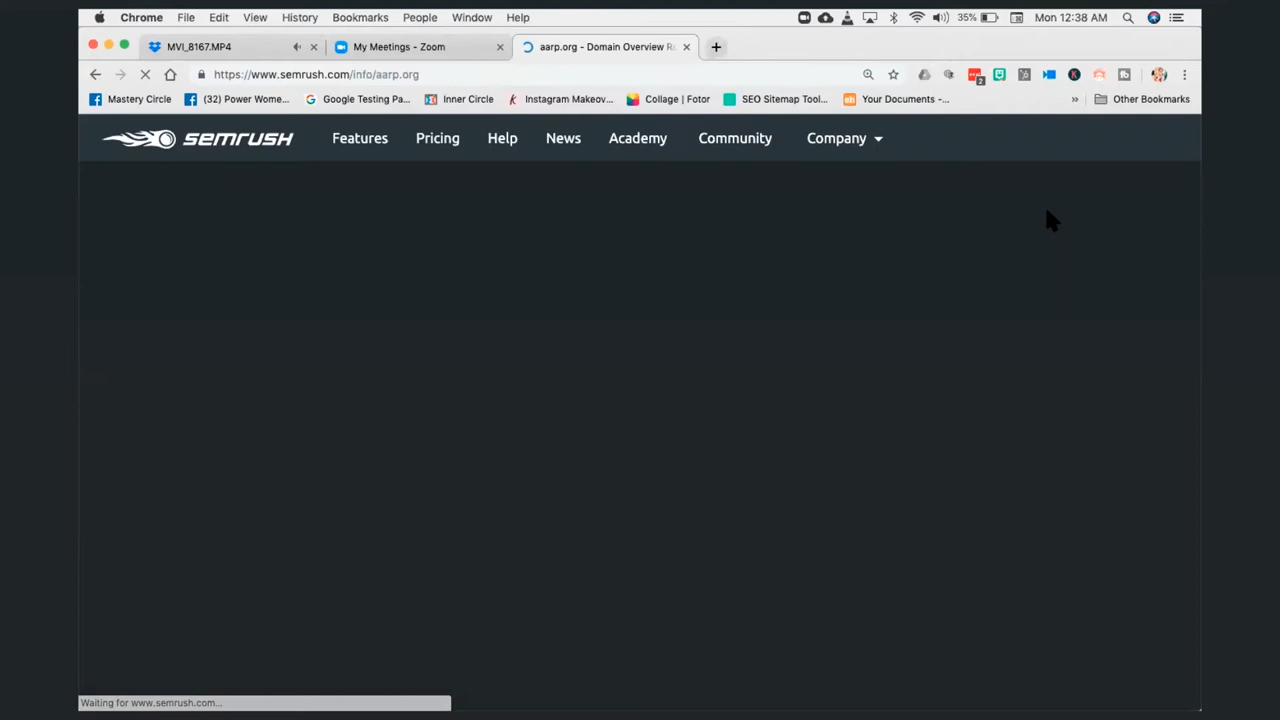 Chrome File Edit View History Bookmarks People Window Help 35% Mon 12:38 AM
MVI_8167.MP4 My Meetings - Zoom aarp.org - Domain Overview R
https://www.semrush.com/info/aarp.org
Mastery Circle (32) Power Wome... Google Testing Pa... Inner Circle Instagram Makeov... Collage | Fotor SEO Sitemap Tool... Your Documents -... » Other Bookmarks
SEMRUSH Features Pricing Help News Academy Community Company
Waiting for www.semrush.com...